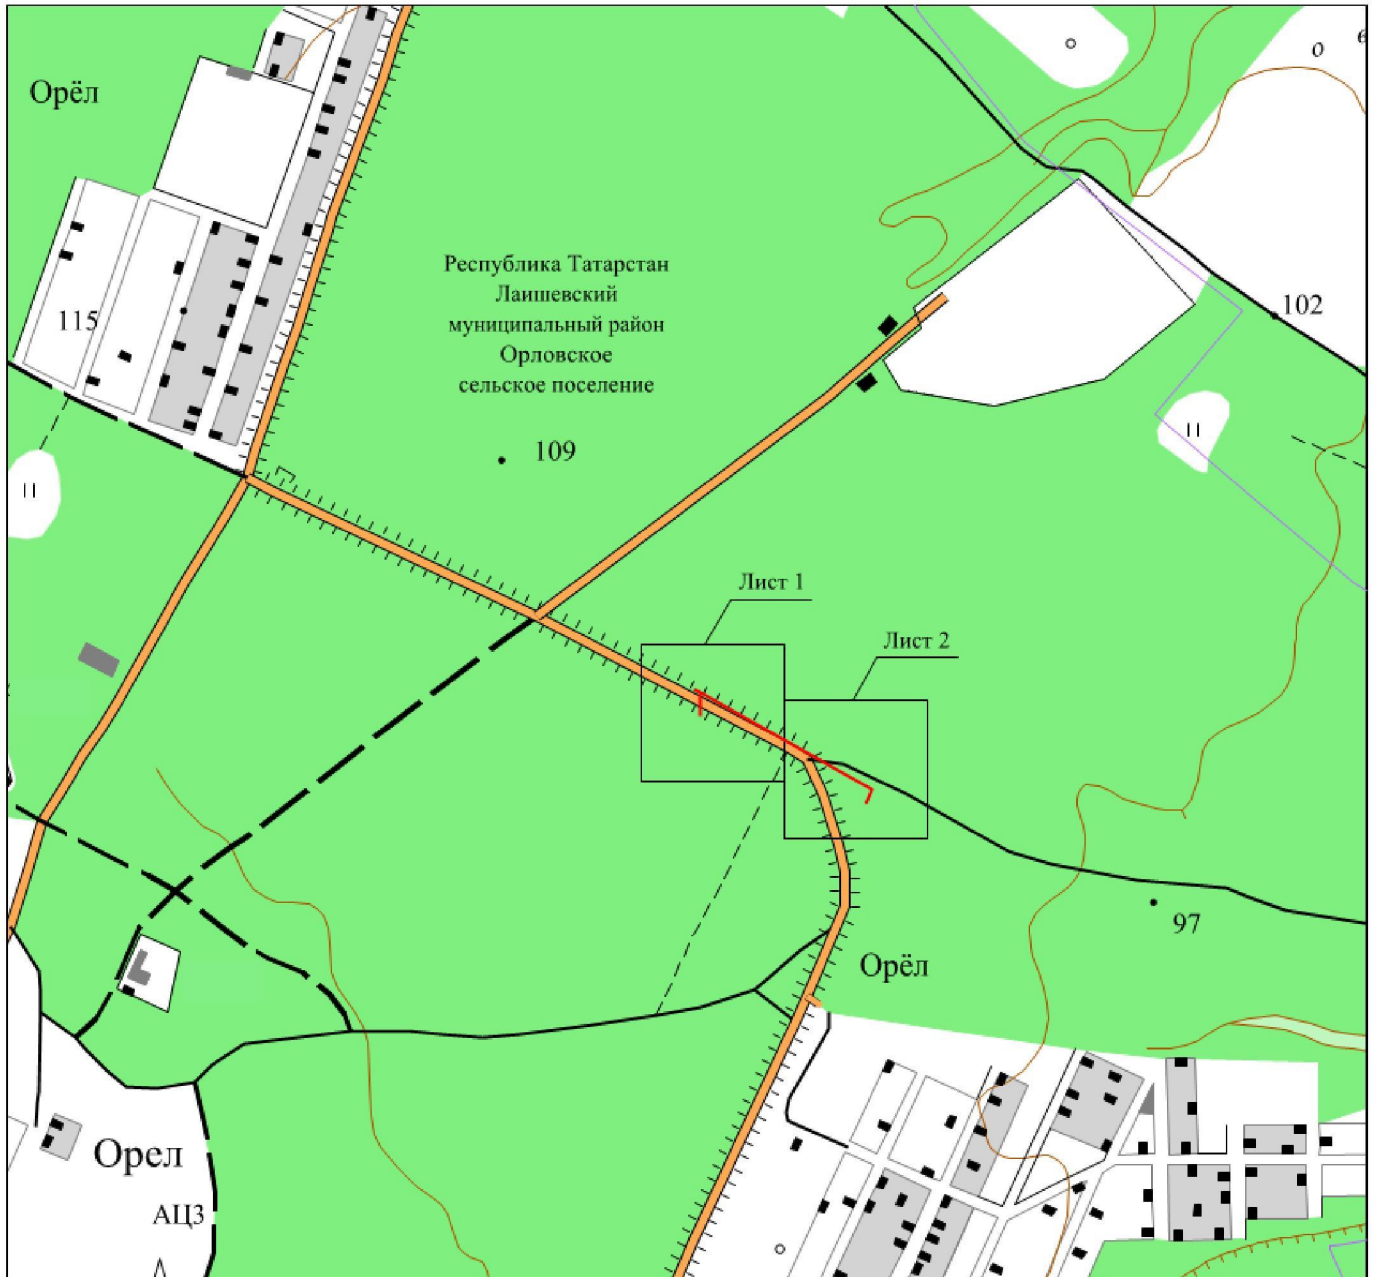 Орёл
Республика Татарстан
Лаишевский
муниципальный район
Орловское
сельское поселение
115
102
109
Лист 1
Лист 2
97
Орёл
Орел
АЦЗ